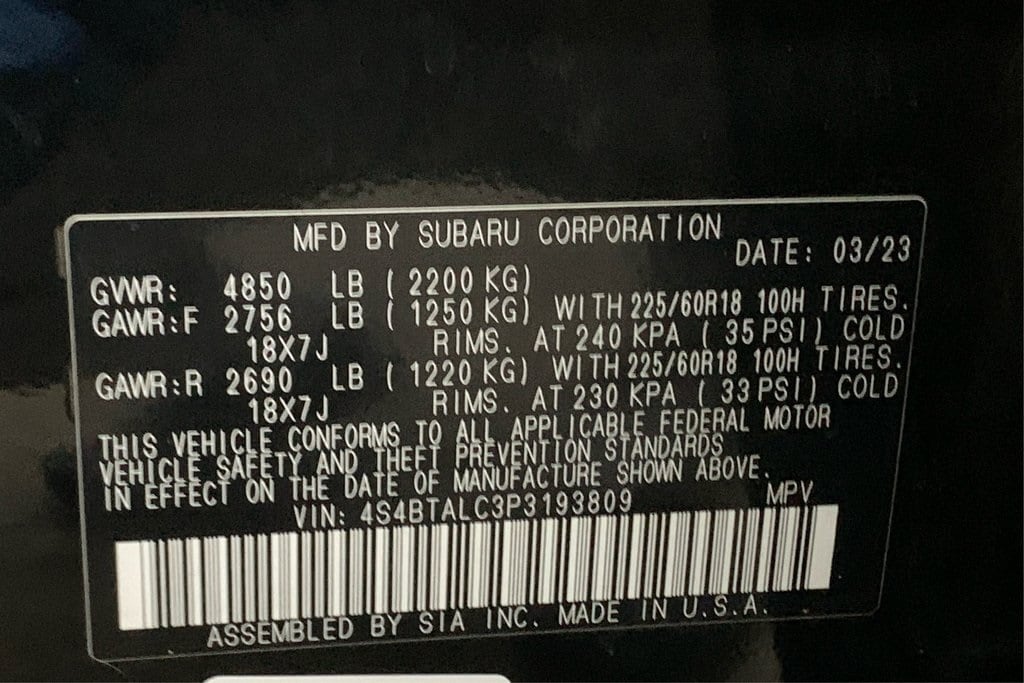 MFD BY SUBARU CORPORATION
DATE: 03/23
GVWR: 4850 LB ( 2200 KG)
GAWR:F 2756 LB ( 1250 KG) WITH 225/60R18 100H TIRES.
18X7J RIMS. AT 240 KPA ( 35 PSI) COLD
GAWR:R 2690 LB ( 1220 KG) WITH 225/60R18 100H TIRES.
18X7J RIMS. AT 230 KPA ( 33 PSI) COLD
THIS VEHICLE CONFORMS TO ALL APPLICABLE FEDERAL MOTOR
VEHICLE SAFETY AND THEFT PREVENTION STANDARDS
IN EFFECT ON THE DATE OF MANUFACTURE SHOWN ABOVE.
VIN: 4S4BTALC3P3193809 MPV
ASSEMBLED BY SIA INC. MADE IN U.S.A.